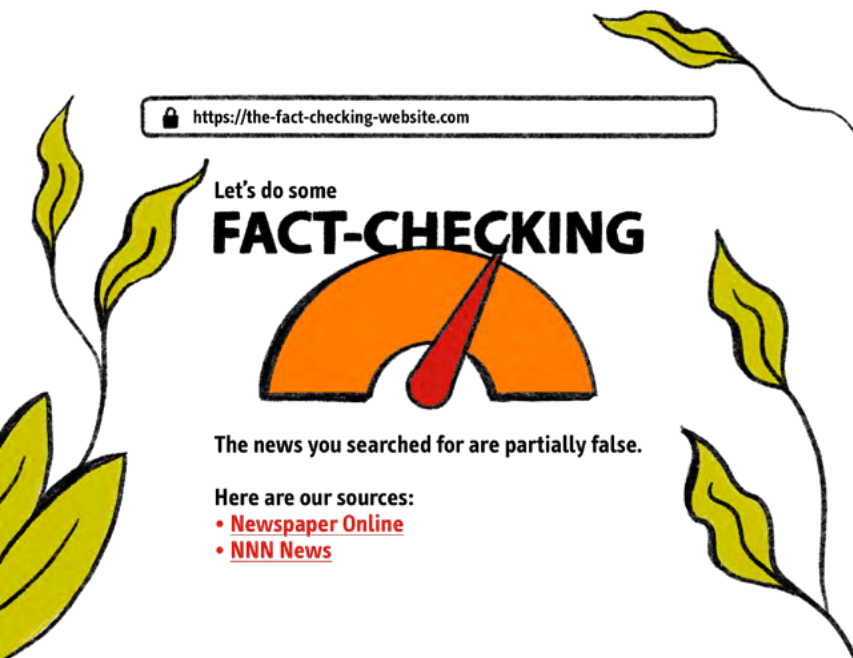 https://the-fact-checking-website.com
Let's do some
FACT-CHECKING
The news you searched for are partially false.
Here are our sources:
• Newspaper Online
• NNN News